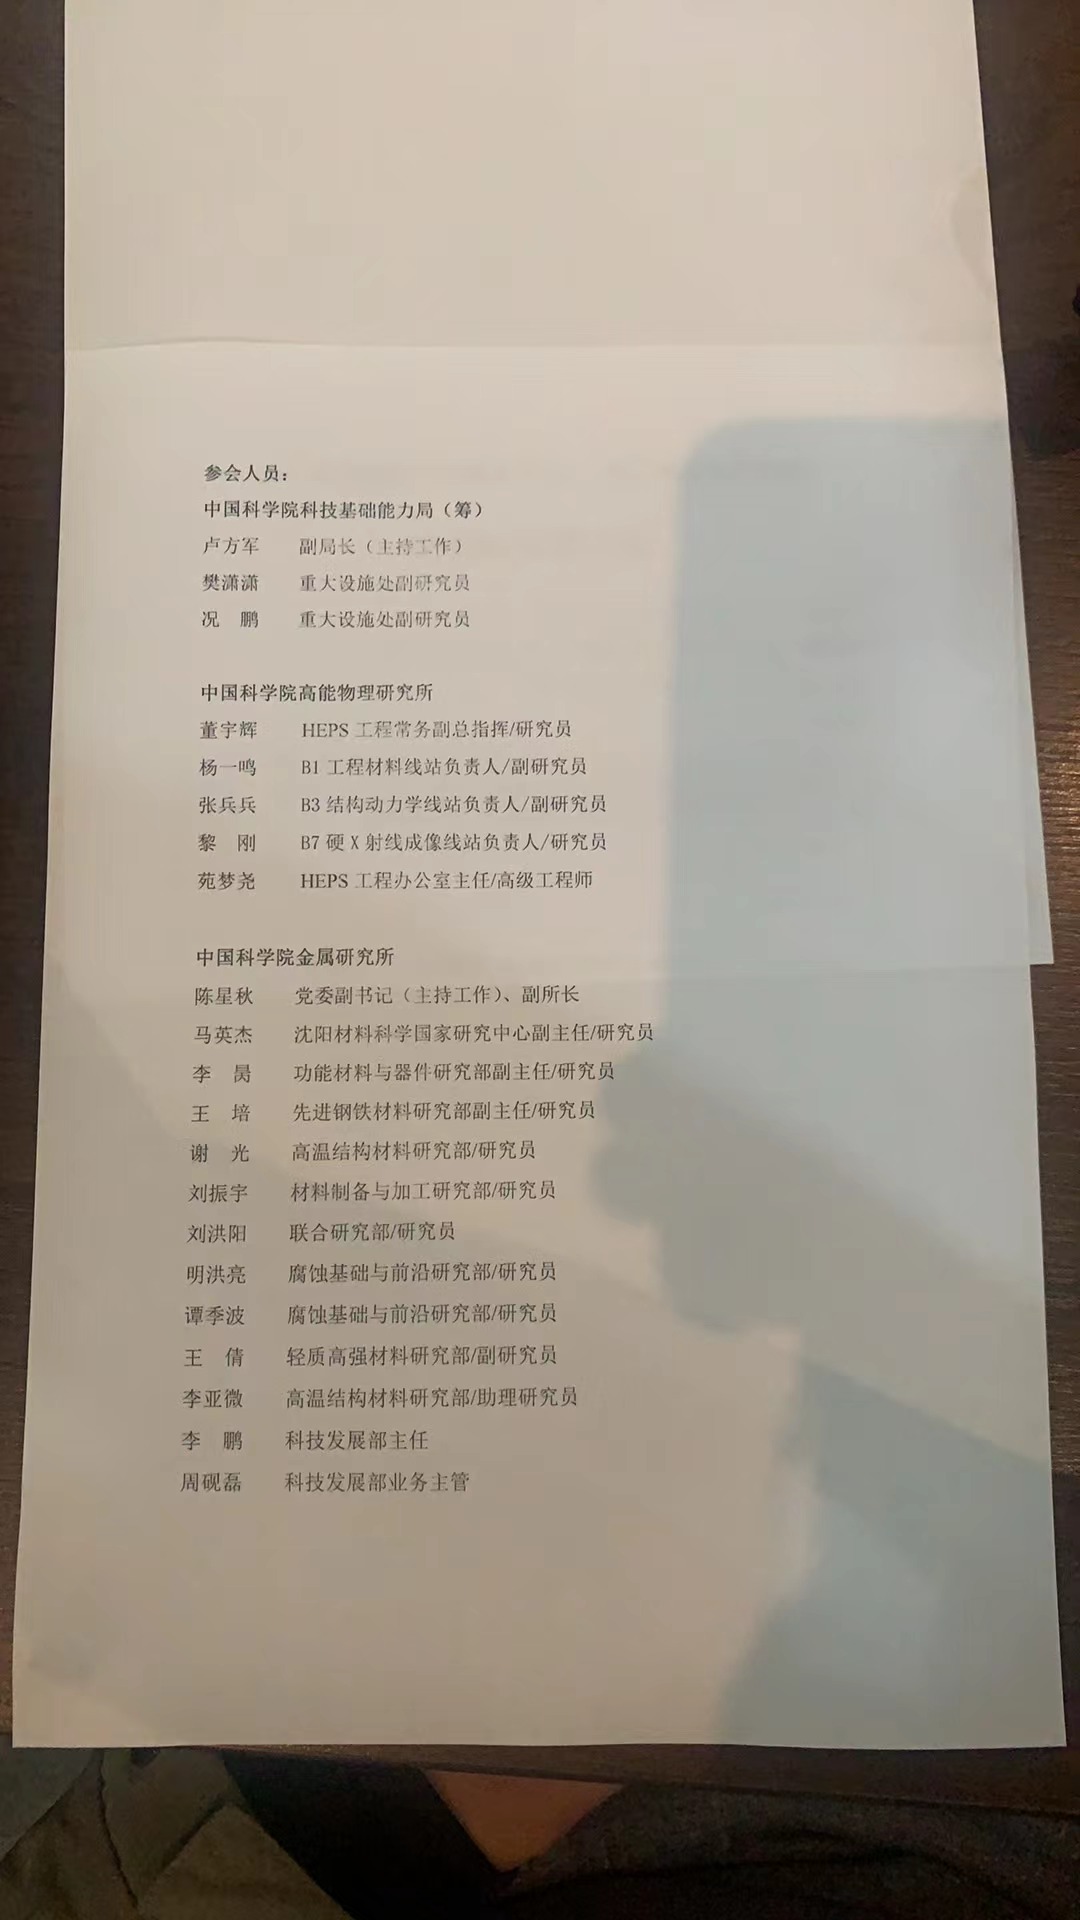 参会人员：
中国科学院科技基础能力局（筹）
卢方军 副局长（主持工作）
樊潇潇 重大设施处副研究员
况 鹏 重大设施处副研究员
中国科学院高能物理研究所
董宇辉 HEPS 工程常务副总指挥/研究员
杨一鸣 B1 工程材料线站负责人/副研究员
张兵兵 B3 结构动力学线站负责人/副研究员
黎 刚 B7 硬 X 射线成像线站负责人/研究员
苑梦尧 HEPS 工程办公室主任/高级工程师
中国科学院金属研究所
陈星秋 党委副书记（主持工作）、副所长
马英杰 沈阳材料科学国家研究中心副主任/研究员
李 昺 功能材料与器件研究部副主任/研究员
王 培 先进钢铁材料研究部副主任/研究员
谢 光 高温结构材料研究部/研究员
刘振宇 材料制备与加工研究部/研究员
刘洪阳 联合研究部/研究员
明洪亮 腐蚀基础与前沿研究部/研究员
谭季波 腐蚀基础与前沿研究部/研究员
王 倩 轻质高强材料研究部/副研究员
李亚微 高温结构材料研究部/助理研究员
李 鹏 科技发展部主任
周砚磊 科技发展部业务主管